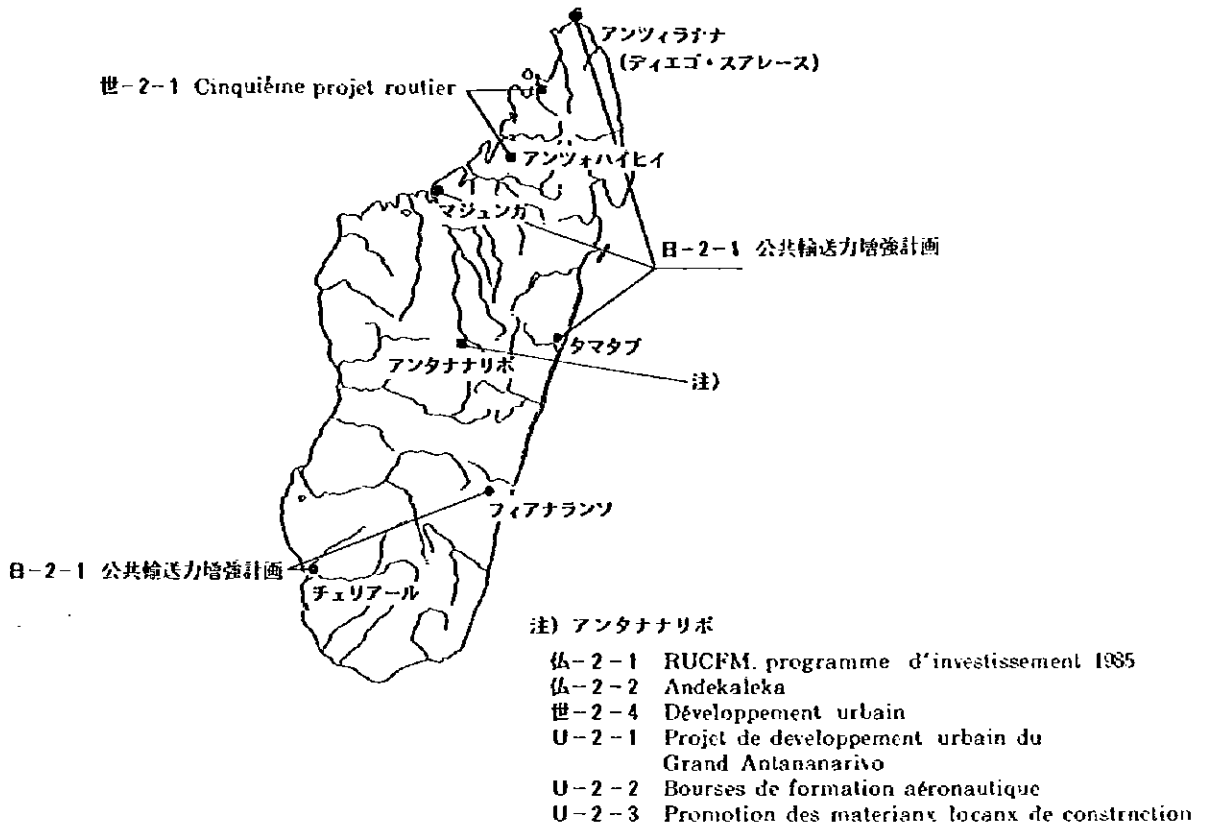 アンツィラナナ
(ディエゴ・スアレース)
世-2-1 Cinquiéme projet routier
アンツォハイヒイ
マジュンガ
日-2-1 公共輸送力増強計画
タマタブ
アンタナナリボ
注)
フィアナランソ
日-2-1 公共輸送力増強計画
チュリアール
注) アンタナナリボ
仏-2-1 RUCFM. programme d'investissement 1985
仏-2-2 Andekaleka
世-2-4 Développement urbain
U-2-1 Projet de developpement urbain du
Grand Antananarivo
U-2-2 Bourses de formation aéronautique
U-2-3 Promotion des materianx locanx de constrnction